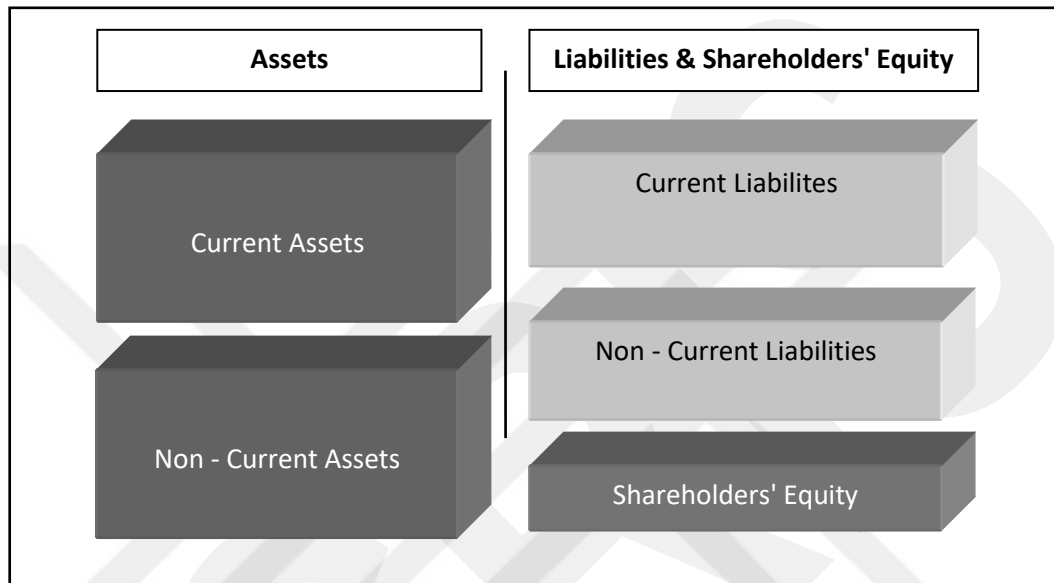 Assets
Liabilities & Shareholders' Equity
Current Assets
Non - Current Assets
Current Liabilites
Non - Current Liabilities
Shareholders' Equity